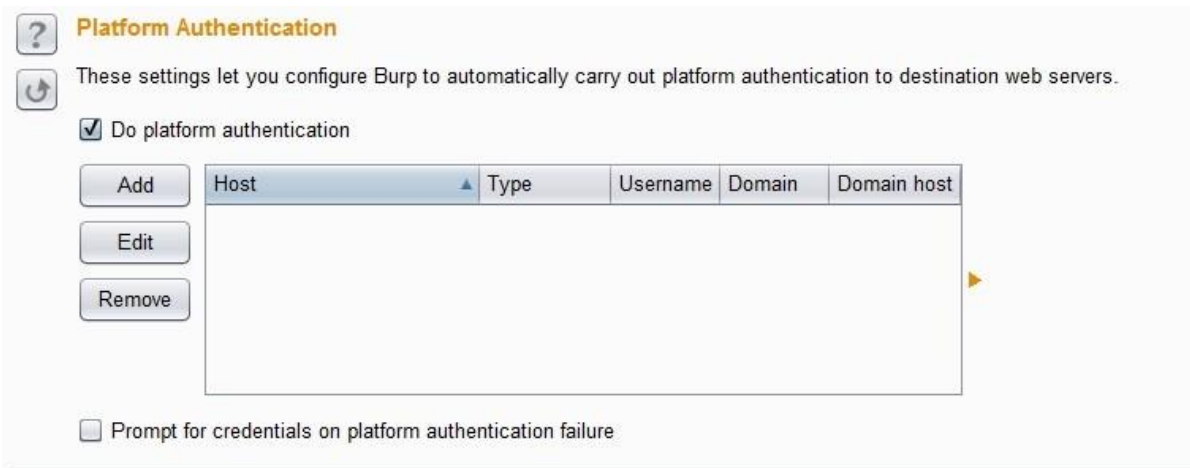 ?
Platform Authentication
These settings let you configure Burp to automatically carry out platform authentication to destination web servers.
Do platform authentication
Add
Host Type Username Domain Domain host
Edit
Remove
Prompt for credentials on platform authentication failure